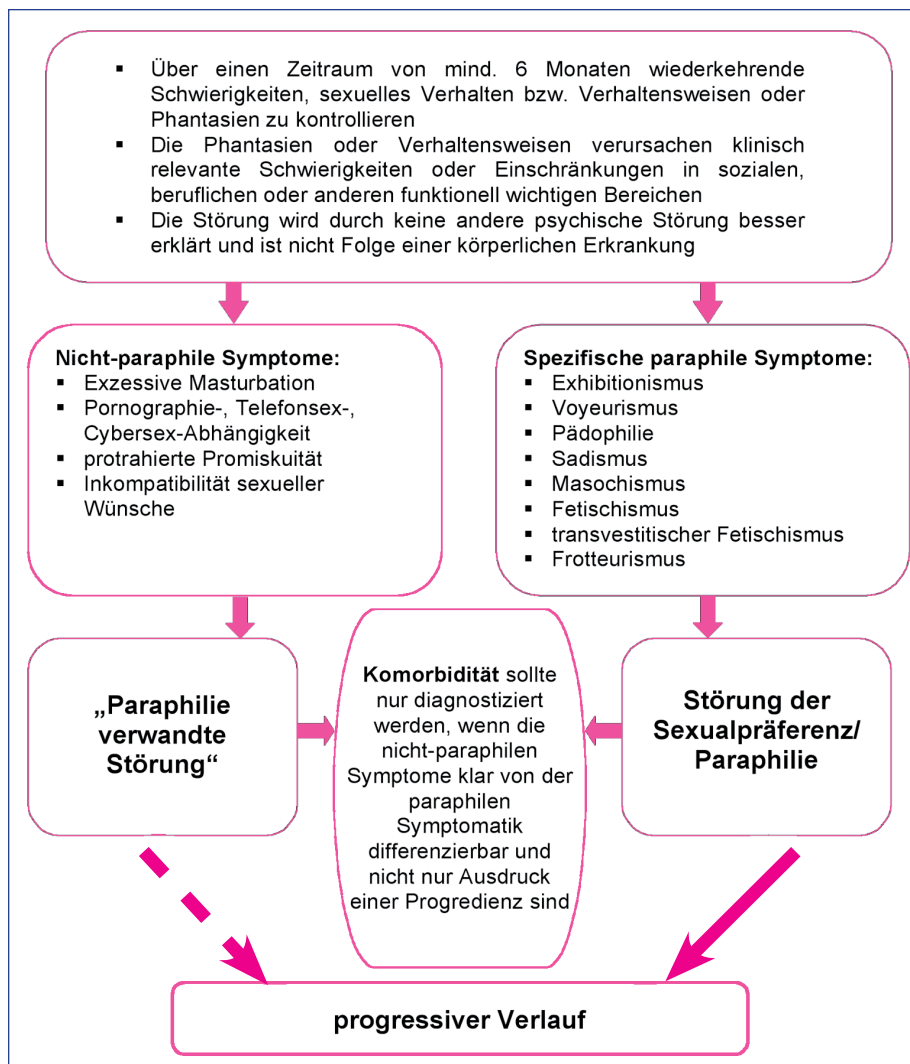 ▪ Über einen Zeitraum von mind. 6 Monaten wiederkehrende
Schwierigkeiten, sexuelles Verhalten bzw. Verhaltensweisen oder
Phantasien zu kontrollieren
▪ Die Phantasien oder Verhaltensweisen verursachen klinisch
relevante Schwierigkeiten oder Einschränkungen in sozialen,
beruflichen oder anderen funktionell wichtigen Bereichen
▪ Die Störung wird durch keine andere psychische Störung besser
erklärt und ist nicht Folge einer körperlichen Erkrankung
Nicht-paraphile Symptome:
▪ Exzessive Masturbation
▪ Pornographie-, Telefonsex-,
Cybersex-Abhängigkeit
▪ protrahierte Promiskuität
▪ Inkompatibilität sexueller
Wünsche
Spezifische paraphile Symptome:
▪ Exhibitionismus
▪ Voyeurismus
▪ Pädophilie
▪ Sadismus
▪ Masochismus
▪ Fetischismus
▪ transvestitischer Fetischismus
▪ Frotteurismus
„Paraphilie
verwandte
Störung“
Komorbidität sollte
nur diagnostiziert
werden, wenn die
nicht-paraphilen
Symptome klar von der
paraphilen
Symptomatik
differenzierbar und
nicht nur Ausdruck
einer Progredienz sind
Störung der
Sexualpräferenz/
Paraphilie
progressiver Verlauf